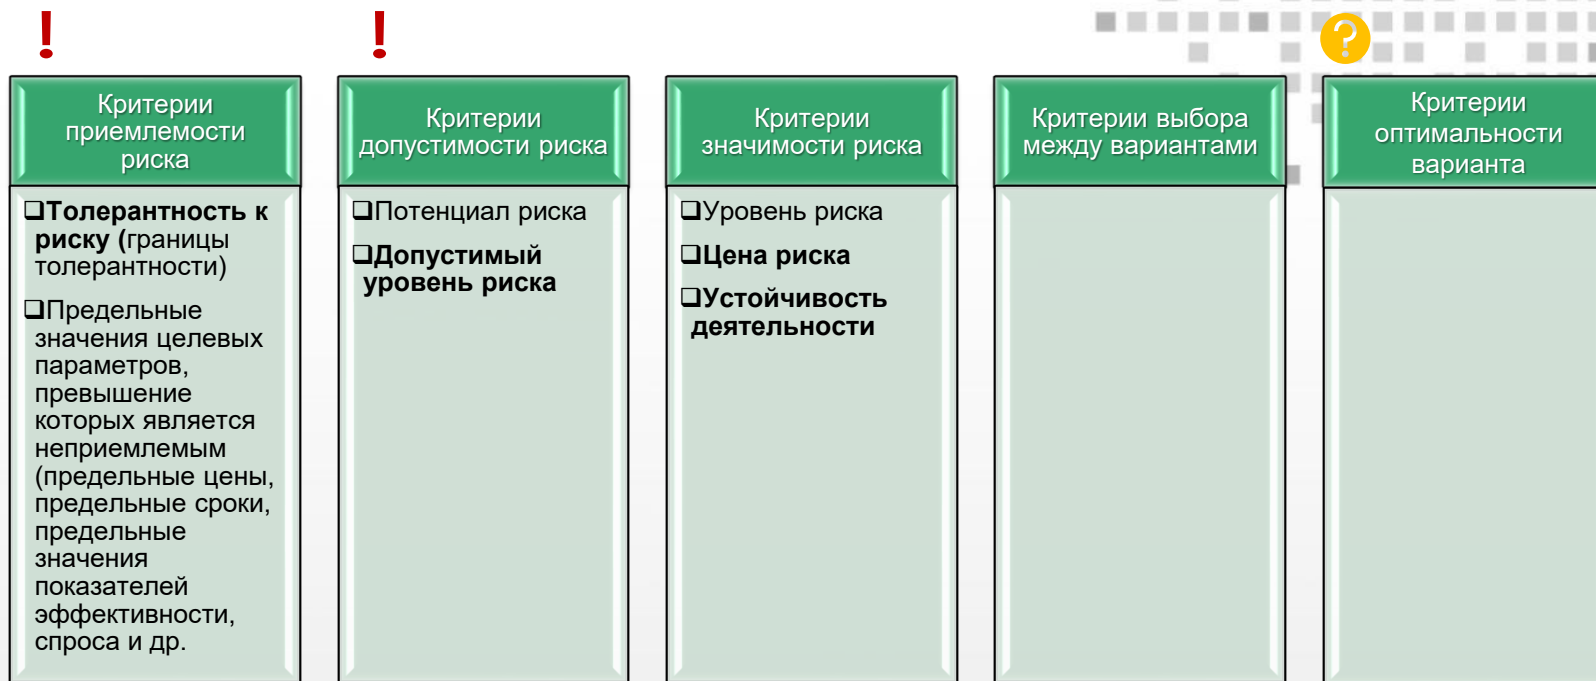 !
!
?
Критерии
приемлемости
риска
❑Толерантность к
риску (границы
толерантности)
❑Предельные
значения целевых
параметров,
превышение
которых является
неприемлемым
(предельные цены,
предельные сроки,
предельные
значения
показателей
эффективности,
спроса и др.
Критерии
допустимости риска
❑Потенциал риска
❑Допустимый
уровень риска
Критерии
значимости риска
❑Уровень риска
❑Цена риска
❑Устойчивость
деятельности
Критерии выбора
между вариантами
Критерии
оптимальности
варианта